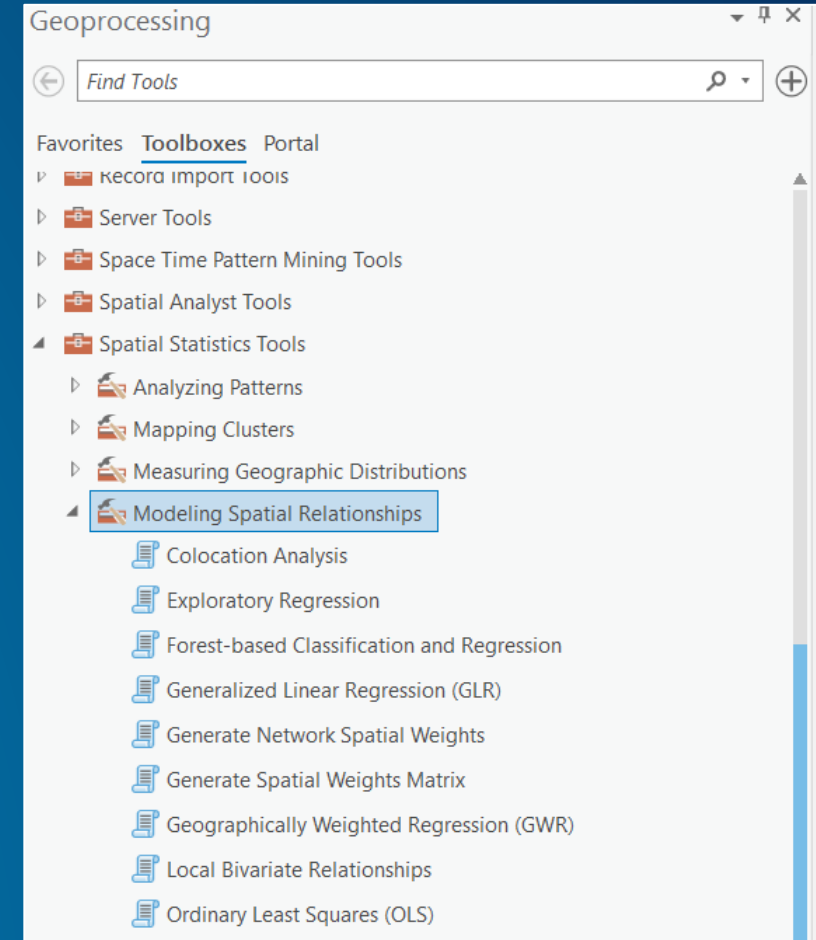 Geoprocessing
Find Tools
Favorites Toolboxes Portal
Record Import Tools
Server Tools
Space Time Pattern Mining Tools
Spatial Analyst Tools
Spatial Statistics Tools
Analyzing Patterns
Mapping Clusters
Measuring Geographic Distributions
Modeling Spatial Relationships
Colocation Analysis
Exploratory Regression
Forest-based Classification and Regression
Generalized Linear Regression (GLR)
Generate Network Spatial Weights
Generate Spatial Weights Matrix
Geographically Weighted Regression (GWR)
Local Bivariate Relationships
Ordinary Least Squares (OLS)